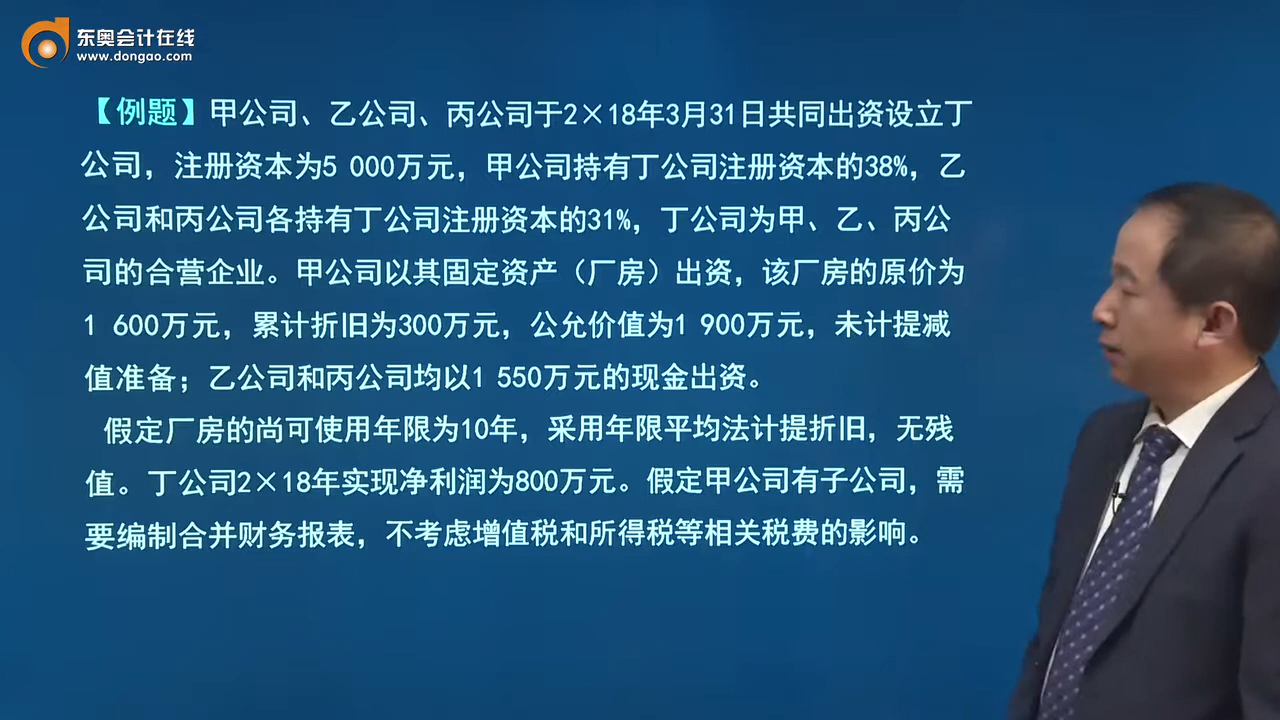 东奥会计在线
www.dongao.com
【例题】甲公司、乙公司、丙公司于2×18年3月31日共同出资设立丁
公司，注册资本为5 000万元，甲公司持有丁公司注册资本的38%，乙
公司和丙公司各持有丁公司注册资本的31%，丁公司为甲、乙、丙公
司的合营企业。甲公司以其固定资产（厂房）出资，该厂房的原价为
1 600万元，累计折旧为300万元，公允价值为1 900万元，未计提减
值准备；乙公司和丙公司均以1 550万元的现金出资。
假定厂房的尚可使用年限为10年，采用年限平均法计提折旧，无残
值。丁公司2×18年实现净利润为800万元。假定甲公司有子公司，需
要编制合并财务报表，不考虑增值税和所得税等相关税费的影响。